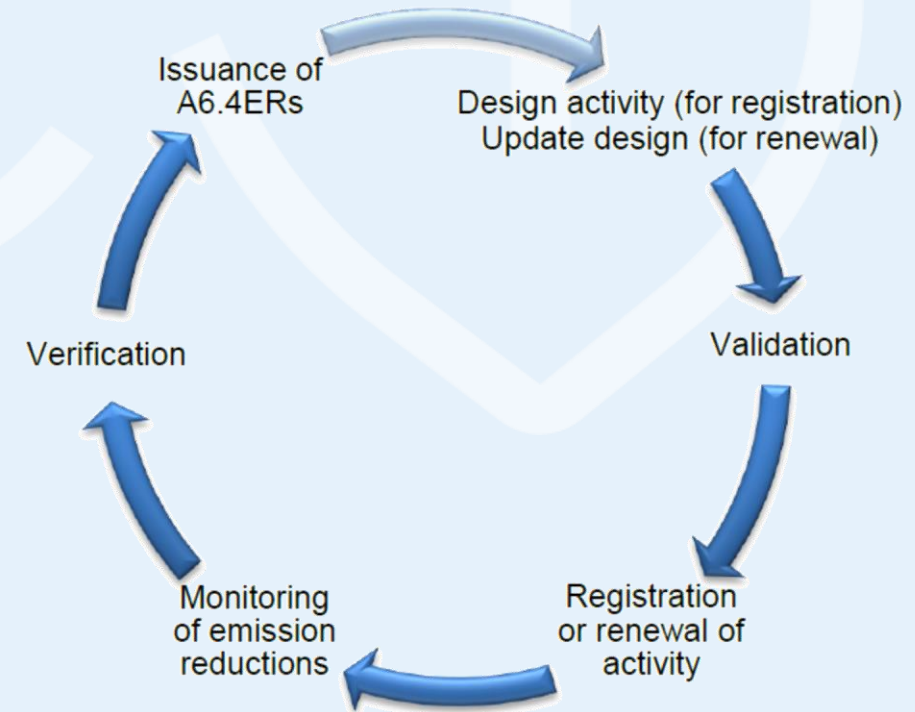 Issuance of
A6.4ERs
Design activity (for registration)
Update design (for renewal)
Validation
Registration
or renewal of
activity
Monitoring
of emission
reductions
Verification